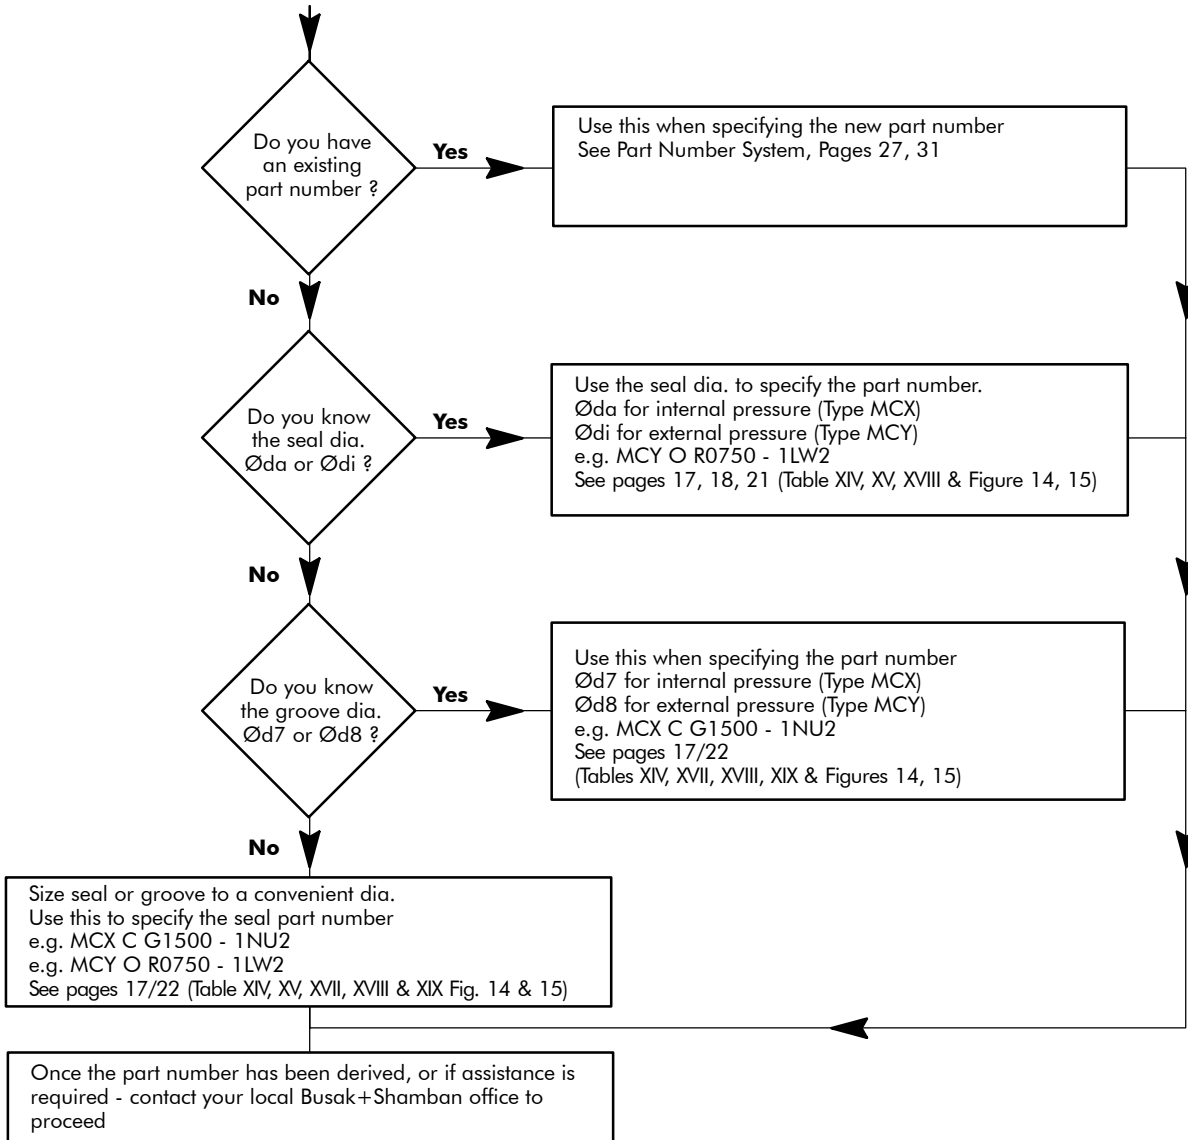 Do you have
an existing
part number ?
Yes
Use this when specifying the new part number
See Part Number System, Pages 27, 31
No
Do you know
the seal dia.
Øda or Ødi ?
Yes
Use the seal dia. to specify the part number.
Øda for internal pressure (Type MCX)
Ødi for external pressure (Type MCY)
e.g. MCY O R0750 - 1LW2
See pages 17, 18, 21 (Table XIV, XV, XVIII & Figure 14, 15)
No
Do you know
the groove dia.
Ød7 or Ød8 ?
Yes
Use this when specifying the part number
Ød7 for internal pressure (Type MCX)
Ød8 for external pressure (Type MCY)
e.g. MCX C G1500 - 1NU2
See pages 17/22
(Tables XIV, XVII, XVIII, XIX & Figures 14, 15)
No
Size seal or groove to a convenient dia.
Use this to specify the seal part number
e.g. MCX C G1500 - 1NU2
e.g. MCY O R0750 - 1LW2
See pages 17/22 (Table XIV, XV, XVII, XVIII & XIX Fig. 14 & 15)
Once the part number has been derived, or if assistance is
required - contact your local Busak+Shamban office to
proceed